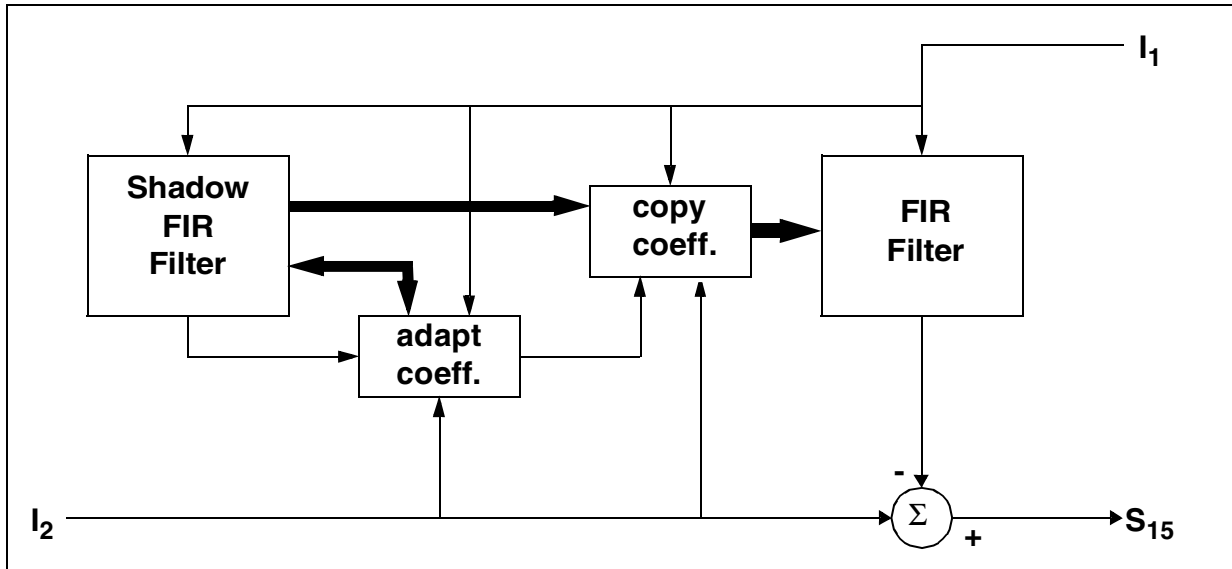 I1
Shadow
FIR
Filter
copy
coeff.
FIR
Filter
adapt
coeff.
-
I2
Σ
+
S15